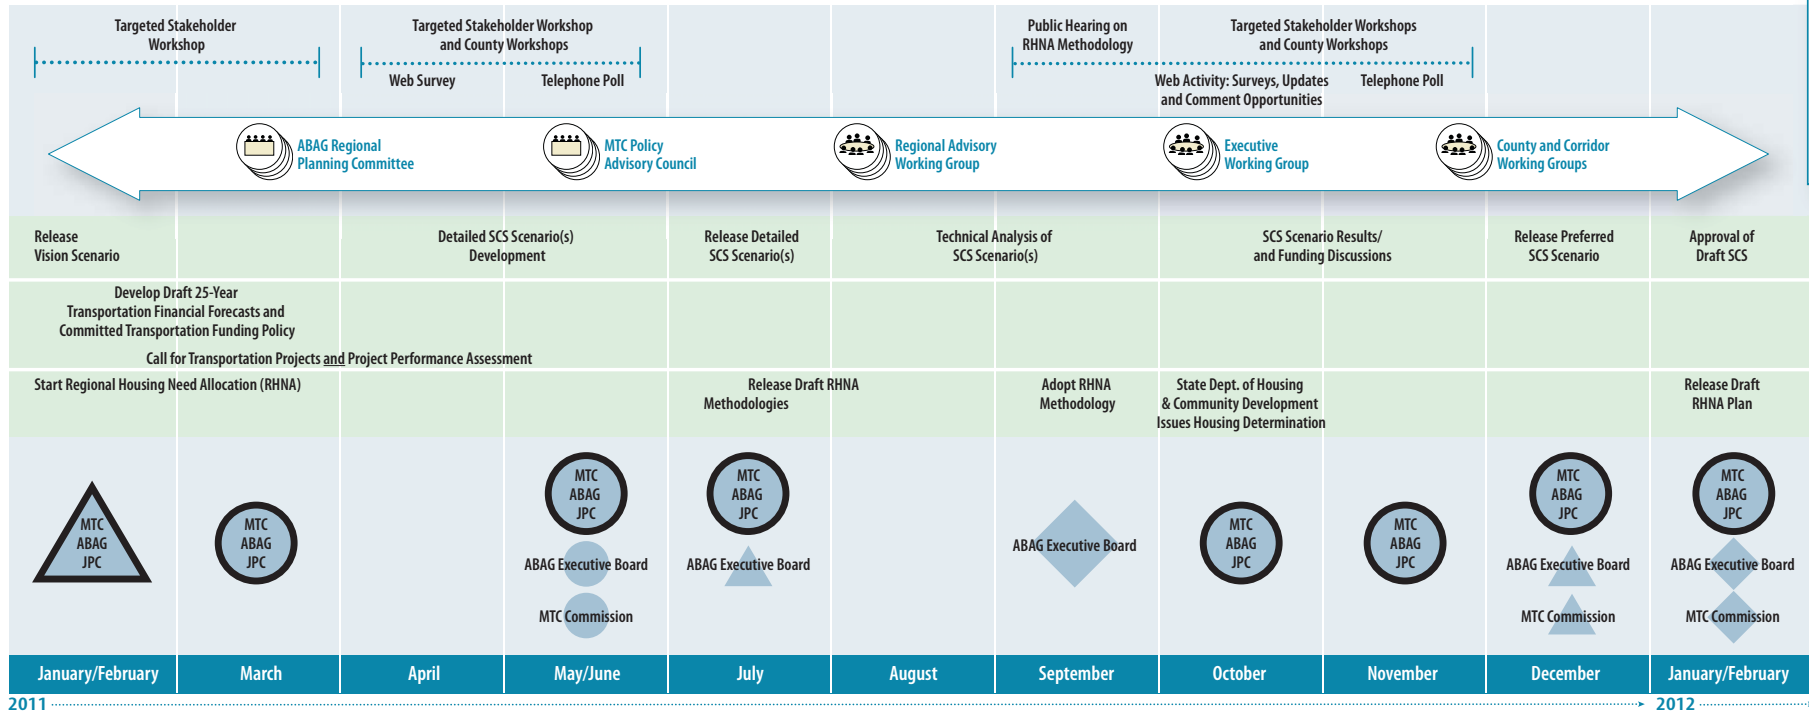 Targeted Stakeholder
Workshop
Targeted Stakeholder Workshop
and County Workshops
Web Survey
Telephone Poll
Public Hearing on
RHNA Methodology
Targeted Stakeholder Workshops
and County Workshops
Web Activity: Surveys, Updates
and Comment Opportunities
Telephone Poll
ABAG Regional
Planning Committee
MTC Policy
Advisory Council
Regional Advisory
Working Group
Executive
Working Group
County and Corridor
Working Groups
Release
Vision Scenario
Detailed SCS Scenario(s)
Development
Release Detailed
SCS Scenario(s)
Technical Analysis of
SCS Scenario(s)
SCS Scenario Results/
and Funding Discussions
Release Preferred
SCS Scenario
Approval of
Draft SCS
Develop Draft 25-Year
Transportation Financial Forecasts and
Committed Transportation Funding Policy
Call for Transportation Projects and Project Performance Assessment
Start Regional Housing Need Allocation (RHNA)
Release Draft RHNA
Methodologies
Adopt RHNA
Methodology
State Dept. of Housing
& Community Development
Issues Housing Determination
Release Draft
RHNA Plan
MTC
ABAG
JPC
MTC
ABAG
JPC
MTC
ABAG
JPC
ABAG Executive Board
MTC Commission
MTC
ABAG
JPC
ABAG Executive Board
ABAG Executive Board
MTC
ABAG
JPC
MTC
ABAG
JPC
MTC
ABAG
JPC
ABAG Executive Board
MTC Commission
MTC
ABAG
JPC
ABAG Executive Board
MTC Commission
January/February
March
April
May/June
July
August
September
October
November
December
January/February
2011
2012